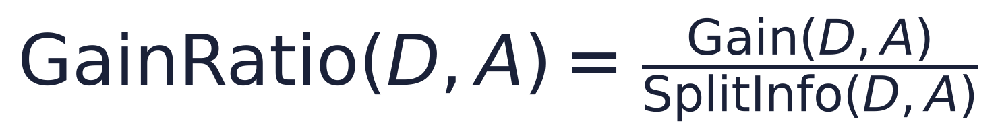 GainRatio(D, A) = Gain(D, A) / SplitInfo(D, A)